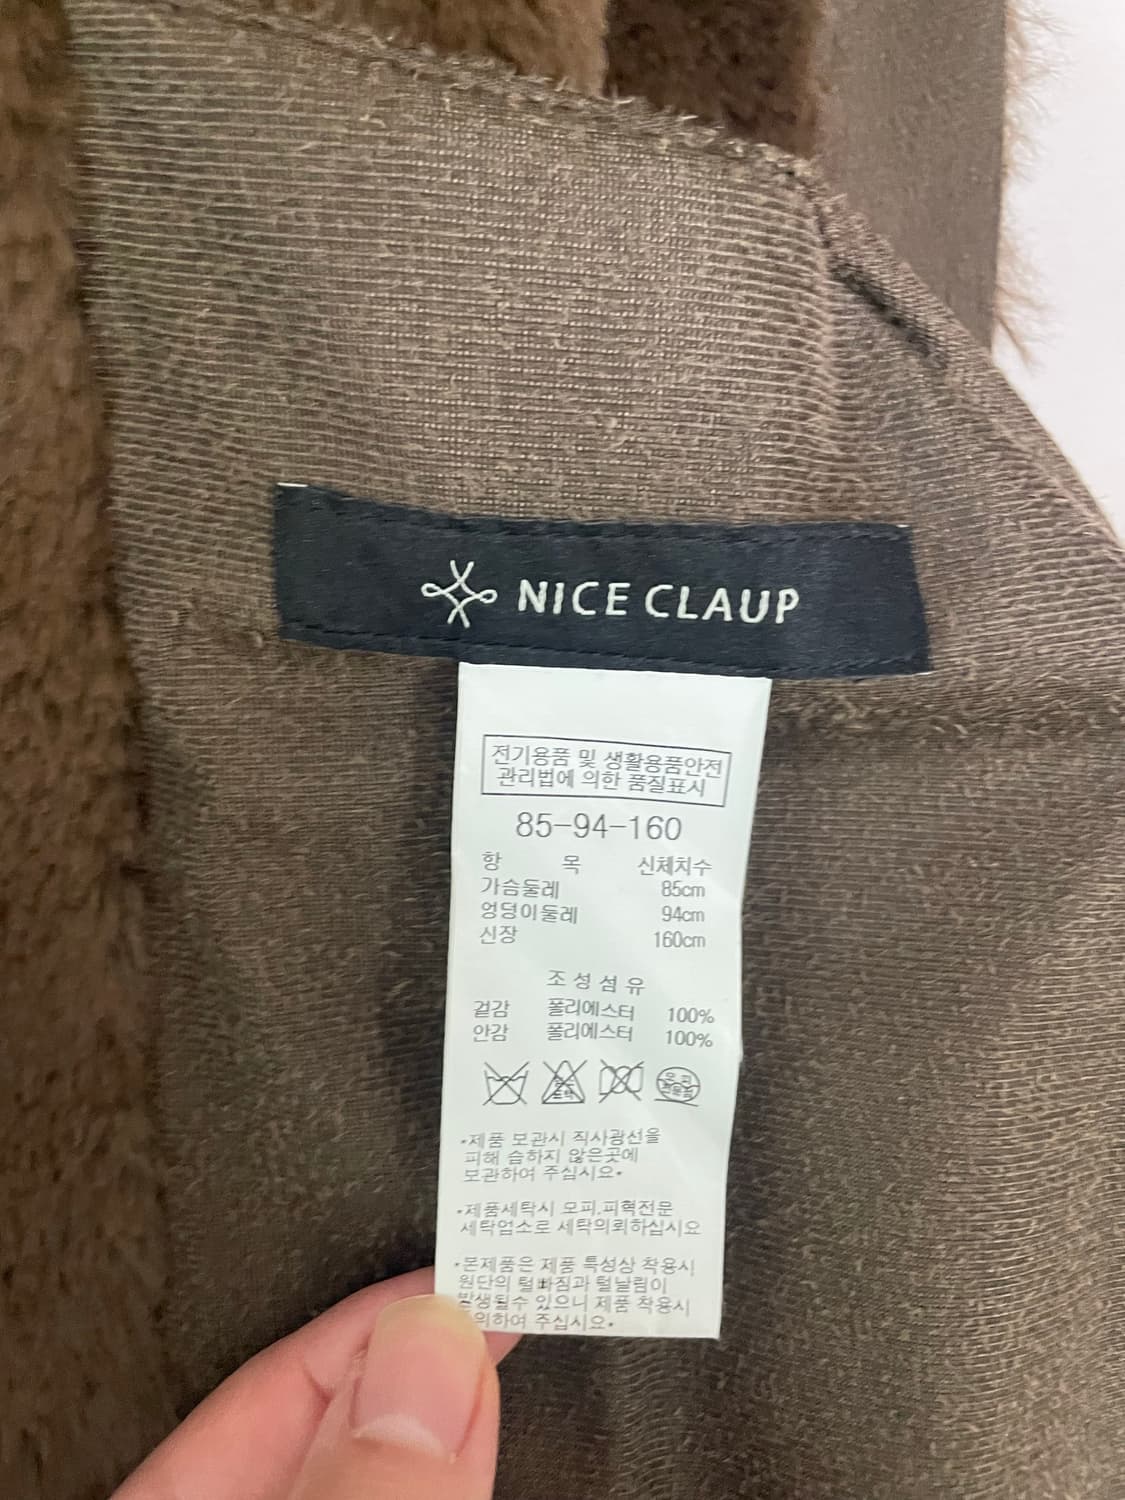 NICE CLAUP
전기용품 및 생활용품안전
관리법에 의한 품질표시
85-94-160
항 목 신체치수
가슴둘레 85cm
엉덩이둘레 94cm
신장 160cm
조성섬유
겉감 폴리에스터 100%
안감 폴리에스터 100%
•제품 보관시 직사광선을
피해 습하지 않은곳에
보관하여 주십시요•
•제품세탁시 모피,피혁전문
세탁업소로 세탁의뢰하십시요
•본제품은 제품 특성상 착용시
원단의 털빠짐과 털날림이
발생될수 있으니 제품 착용시
의하여 주십시요•